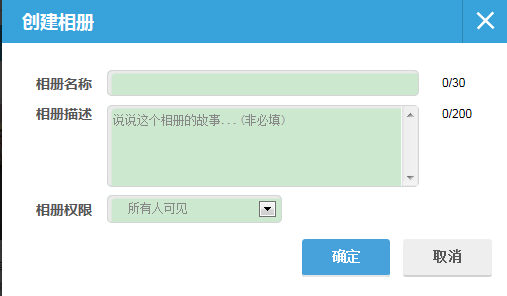 创建相册
相册名称 0/30
相册描述 说说这个相册的故事...(非必填) 0/200
相册权限 所有人可见
确定 取消